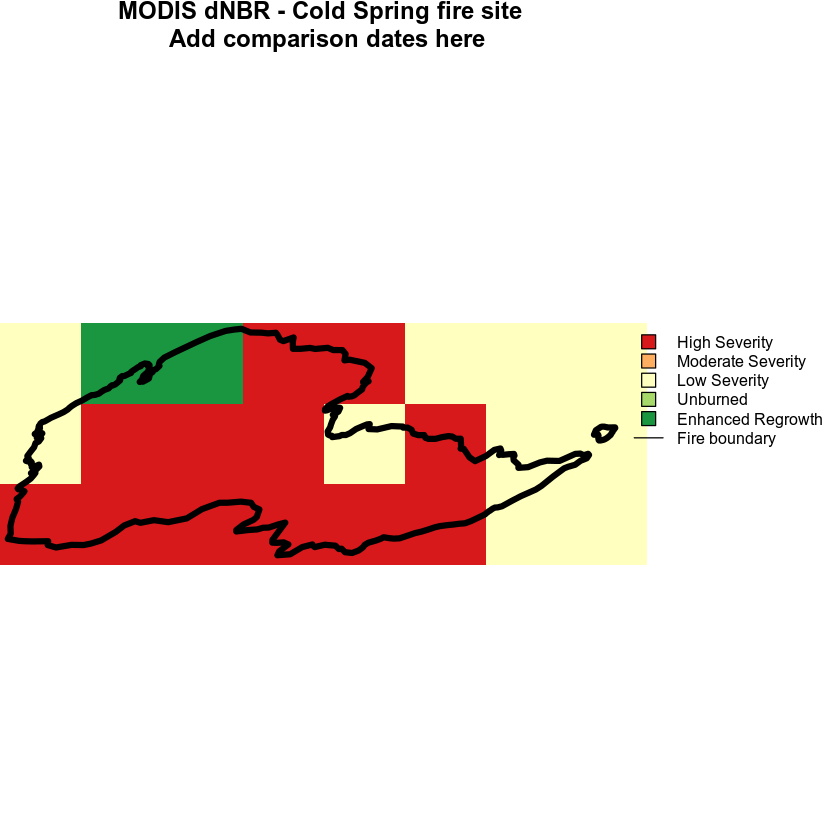 MODIS dNBR - Cold Spring fire site
Add comparison dates here
High Severity
Moderate Severity
Low Severity
Unburned
Enhanced Regrowth
Fire boundary